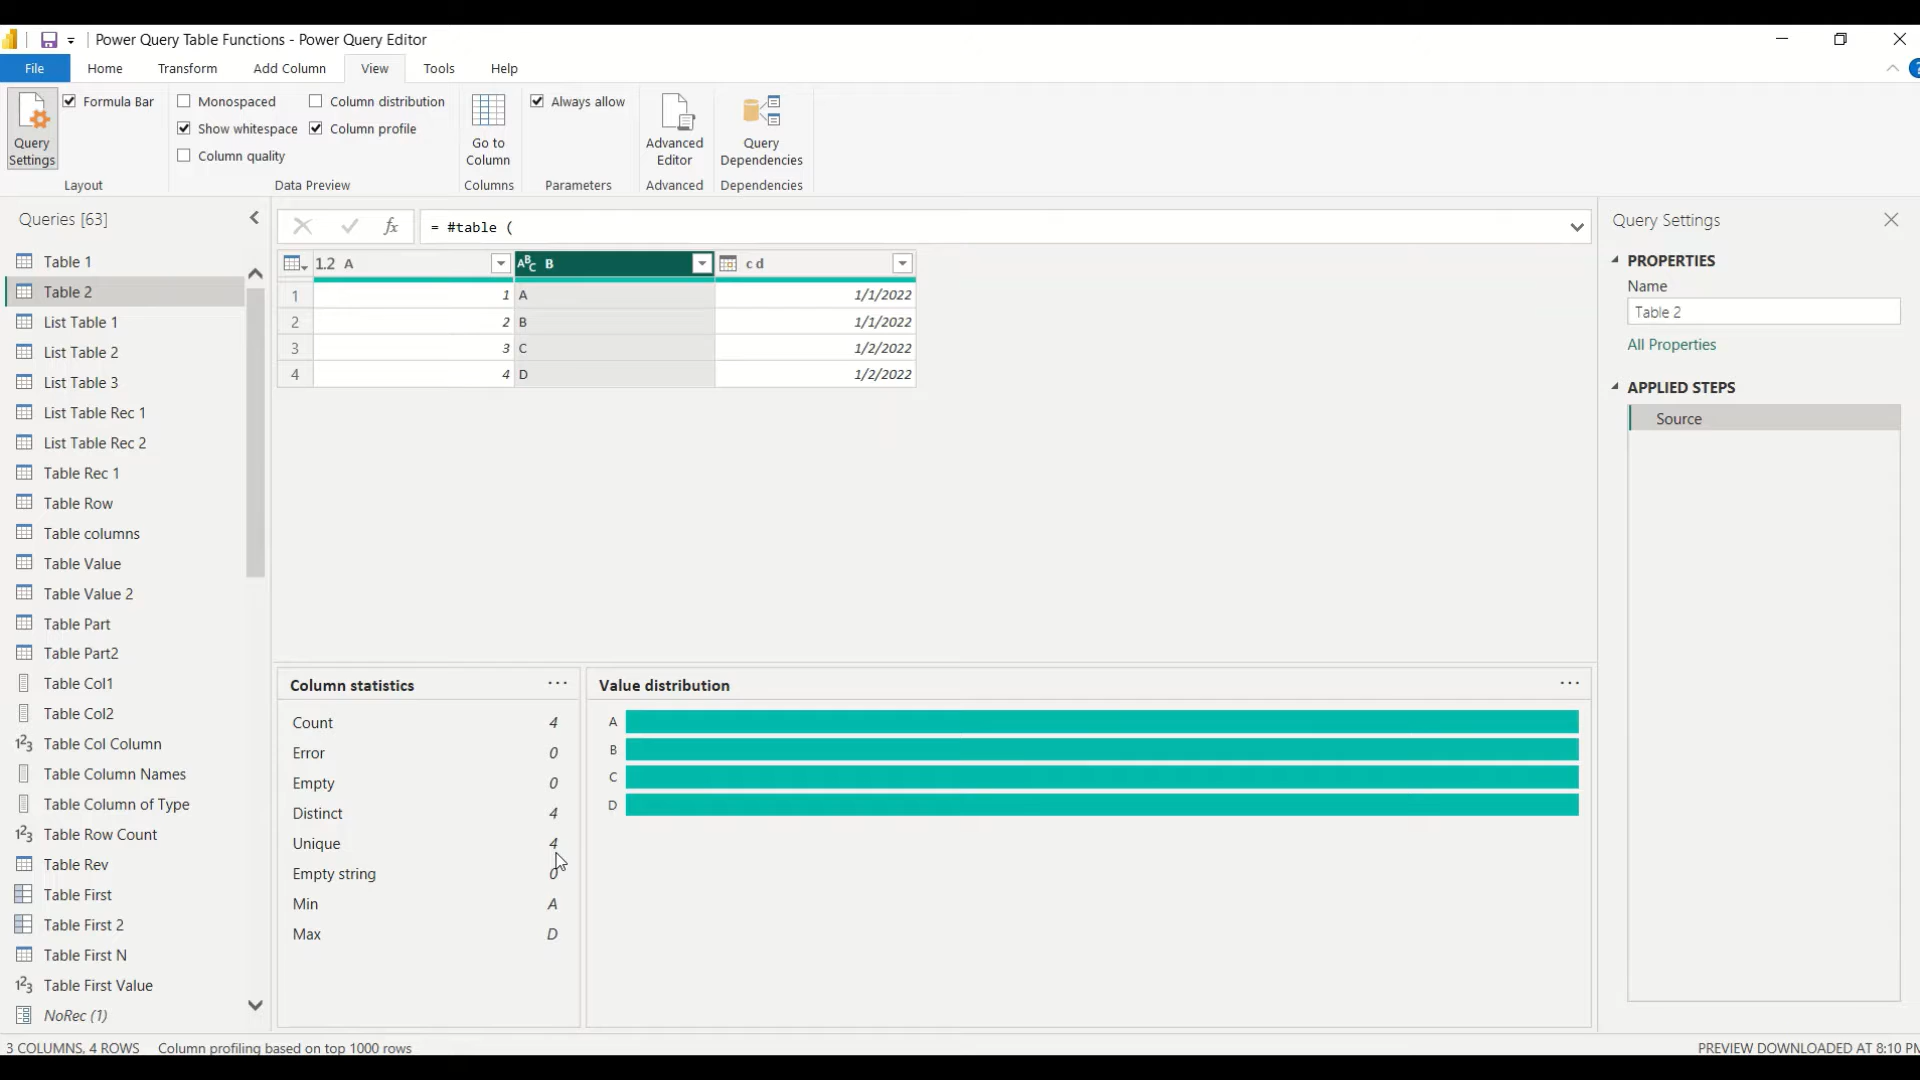 Power Query Table Functions - Power Query Editor
File Home Transform Add Column View Tools Help
Query Settings
Formula Bar
Layout
Monospaced
Show whitespace
Column quality
Column distribution
Column profile
Data Preview
Go to Column
Columns
Always allow
Parameters
Advanced Editor
Advanced
Query Dependencies
Dependencies
Queries [63]
Table 1
Table 2
List Table 1
List Table 2
List Table 3
List Table Rec 1
List Table Rec 2
Table Rec 1
Table Row
Table columns
Table Value
Table Value 2
Table Part
Table Part2
Table Col1
Table Col2
123 Table Col Column
Table Column Names
Table Column of Type
123 Table Row Count
Table Rev
Table First
Table First 2
Table First N
123 Table First Value
NoRec (1)
fx = #table (
1.2 A ABC B c d
1 1 A 1/1/2022
2 2 B 1/1/2022
3 3 C 1/2/2022
4 4 D 1/2/2022
Column statistics ...
Count 4
Error 0
Empty 0
Distinct 4
Unique 4
Empty string 0
Min A
Max D
Value distribution ...
A
B
C
D
Query Settings
PROPERTIES
Name
Table 2
All Properties
APPLIED STEPS
Source
3 COLUMNS, 4 ROWS Column profiling based on top 1000 rows
PREVIEW DOWNLOADED AT 8:10 PM